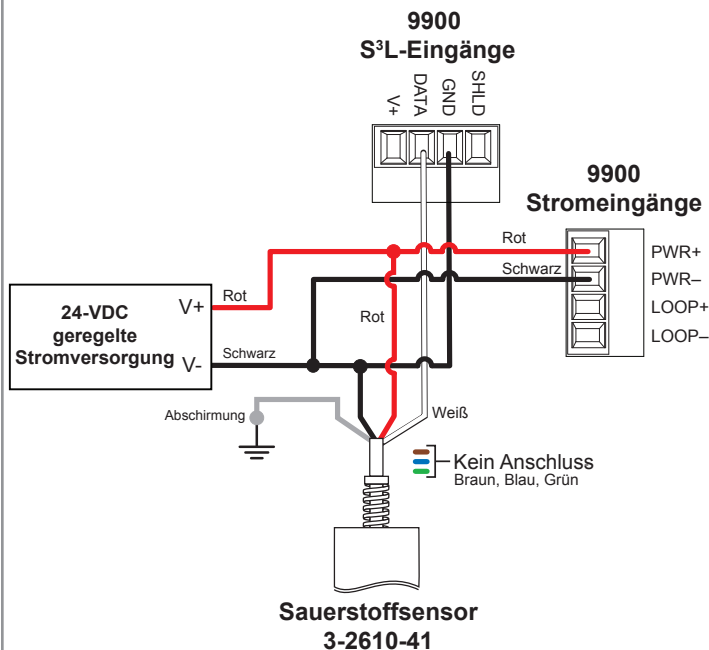 9900
S³L-Eingänge
V+
DATA
GND
SHLD
9900
Stromeingänge
Rot
PWR+
Schwarz
PWR–
LOOP+
LOOP–
24-VDC
geregelte
Stromversorgung
V+
V-
Rot
Schwarz
Rot
Abschirmung
Weiß
Kein Anschluss
Braun, Blau, Grün
Sauerstoffsensor
3-2610-41